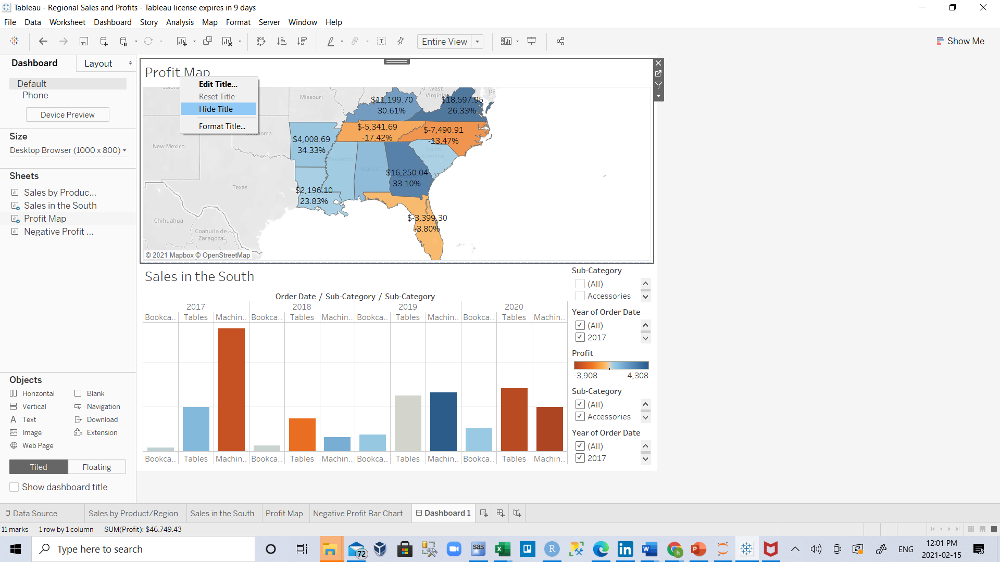 Tableau - Regional Sales and Profits - Tableau license expires in 9 days
File Data Worksheet Dashboard Story Analysis Map Format Server Window Help
Entire View
Show Me
Dashboard Layout
Default
Phone
Device Preview
Size
Desktop Browser (1000 x 800)
Sheets
Sales by Produc...
Sales in the South
Profit Map
Negative Profit ...
Objects
Horizontal Blank
Vertical Navigation
Text Download
Image Extension
Web Page
Tiled Floating
Show dashboard title
Profit Map
Edit Title...
Reset Title
Hide Title
Format Title...
Missouri
West
Virginia
DE
$11,199.70
30.61%
$18,597.95
26.33%
$-5,341.69
-17.42%
$-7,490.91
-13.47%
$4,008.69
34.33%
New Mexico
South
Carolina
Alabama
$16,250.04
33.10%
Texas
$2,196.10
23.83%
$-3,399.30
-3.80%
Chihuahua
Coahuila de
Zaragoza
© 2021 Mapbox © OpenStreetMap
Sales in the South
Order Date / Sub-Category / Sub-Category
2017 2018 2019 2020
Bookca.. Tables Machin.. Bookca.. Tables Machin.. Bookca.. Tables Machin.. Bookca.. Tables Machin..
Bookca.. Tables Machin.. Bookca.. Tables Machin.. Bookca.. Tables Machin.. Bookca.. Tables Machin..
Sub-Category
(All)
Accessories
Year of Order Date
(All)
2017
Profit
-3,908 4,308
Sub-Category
(All)
Accessories
Year of Order Date
(All)
2017
Data Source Sales by Product/Region Sales in the South Profit Map Negative Profit Bar Chart Dashboard 1
11 marks 1 row by 1 column SUM(Profit): $46,749.43
Type here to search
72
sas
ENG
12:01 PM
2021-02-15